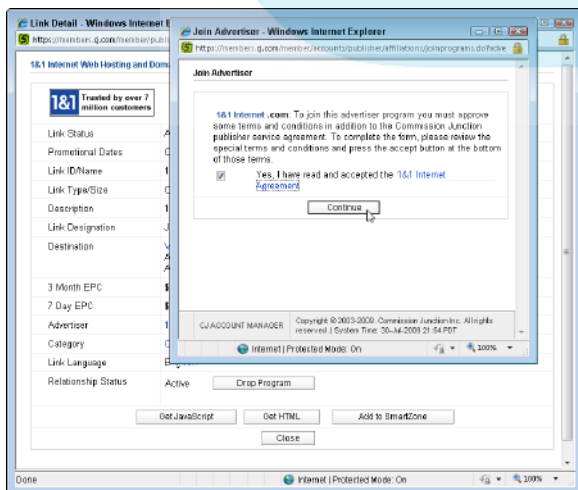 Link Detail - Windows Internet E
https://members.cj.com/member/publi
1&1 Internet Web Hosting and Doma
1&1 Trusted by over 7
million customers
Link Status
Promotional Dates
Link ID/Name
Link Type/Size
Description
Link Designation
Destination
3 Month EPC
7 Day EPC
Advertiser
Category
Link Language
Relationship Status Active Drop Program
Get JavaScript Get HTML Add to SmartZone
Close
Done Internet | Protected Mode: On 100%
Join Advertiser - Windows Internet Explorer
Join Advertiser
1&1 Internet .com: To join this advertiser program you must approve
some terms and conditions in addition to the Commission Junction
publisher service agreement. To complete the form, please review the
special terms and conditions and press the accept button at the bottom
of those terms.
Yes, I have read and accepted the 1&1 Internet
Agreement
Continue
CJ ACCOUNT MANAGER
Copyright © 2003-2009. Commission Junction Inc. All rights
reserved. | System Time: 30-Jul-2009 21:54 PDT
Internet | Protected Mode: On 100%